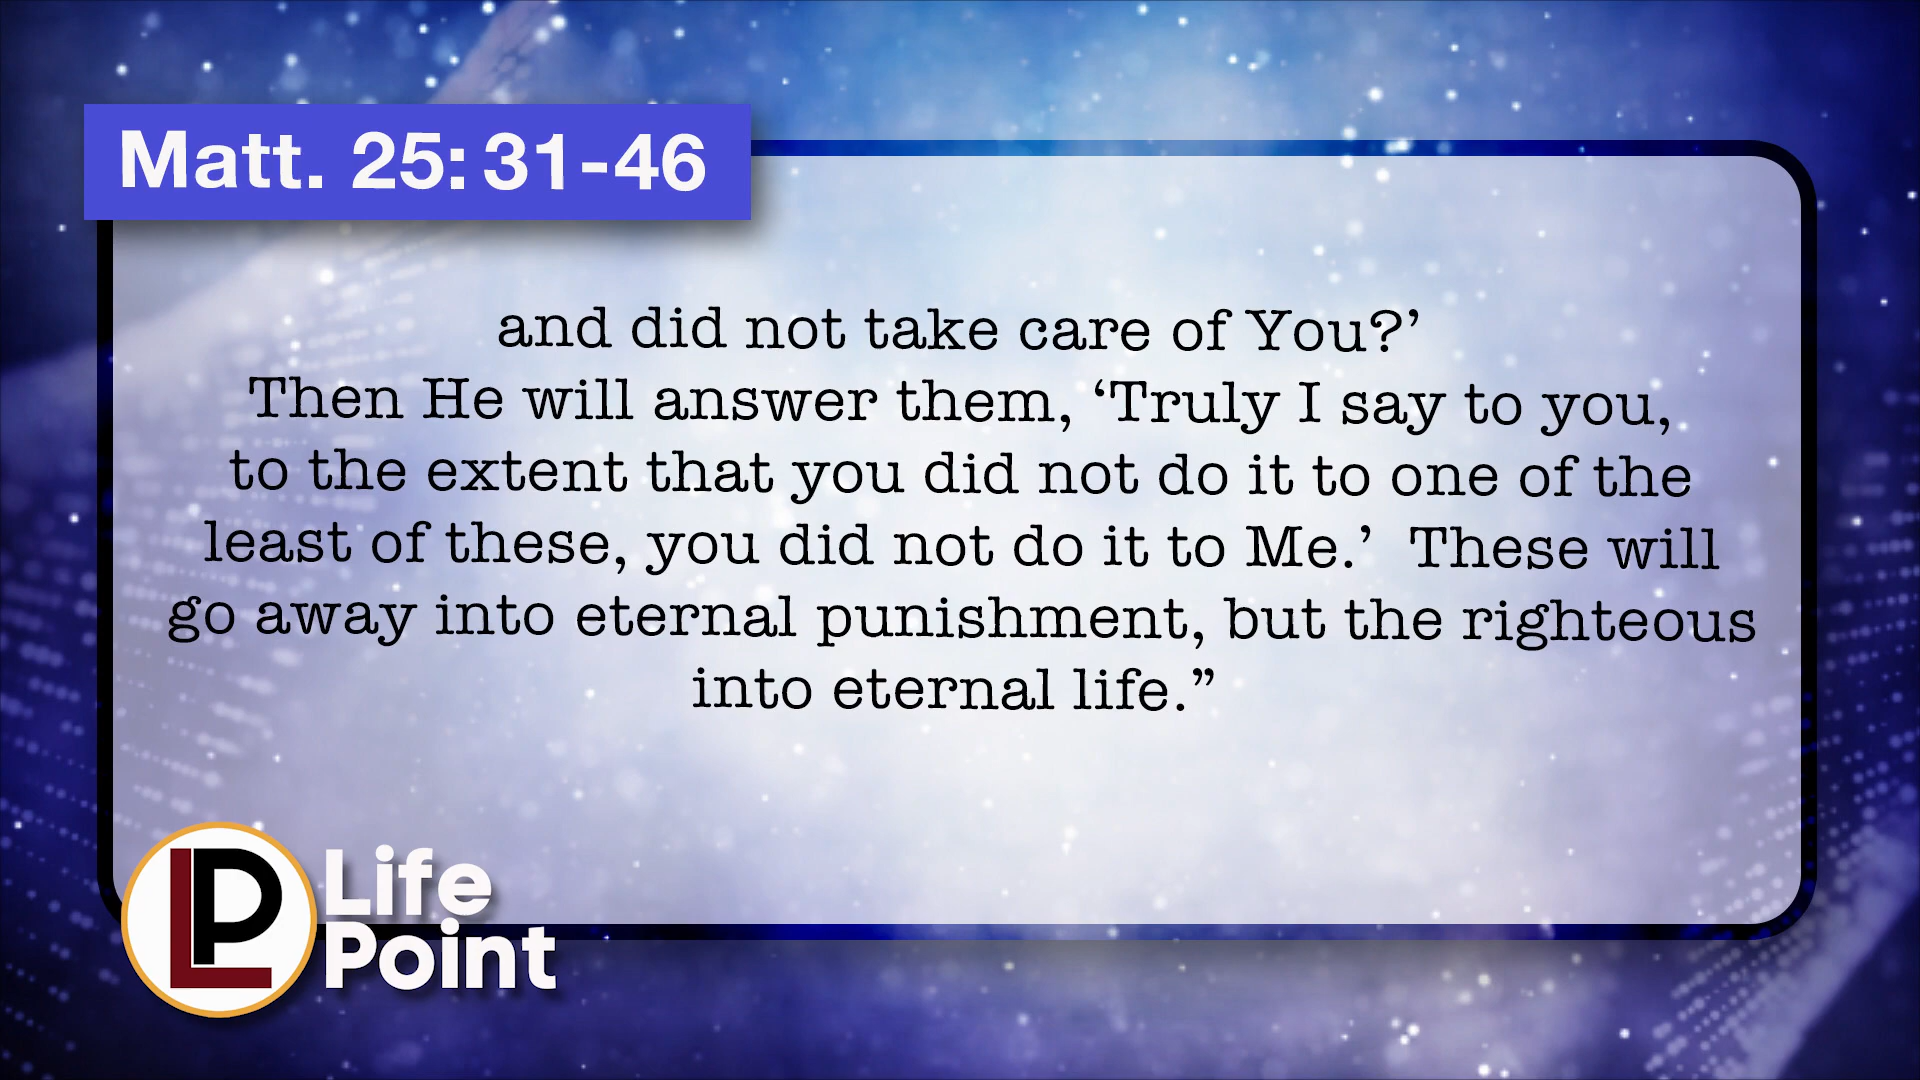 Matt. 25: 31-46
and did not take care of You?’
Then He will answer them, ‘Truly I say to you,
to the extent that you did not do it to one of the
least of these, you did not do it to Me.’  These will
go away into eternal punishment, but the righteous
into eternal life.”
LP
Life
Point